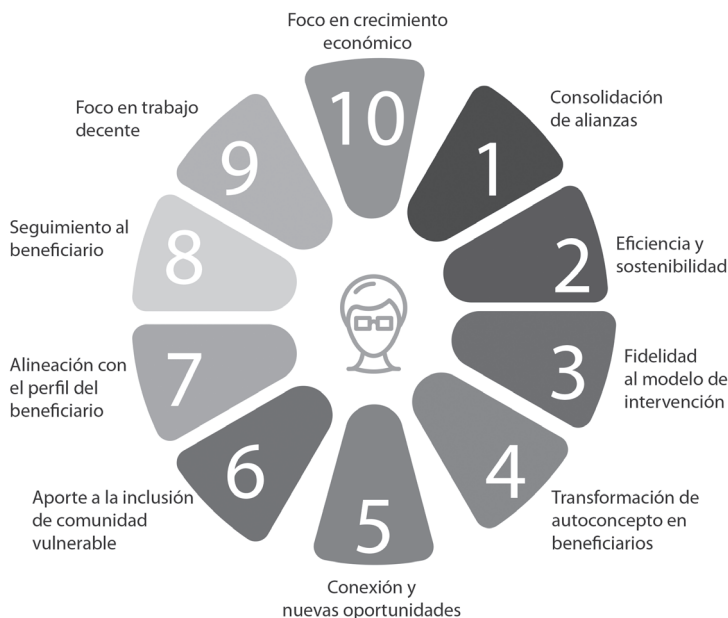 Foco en crecimiento
económico
10
Consolidación
de alianzas
1
Eficiencia y
sostenibilidad
2
Fidelidad
al modelo de
intervención
3
Transformación de
autoconcepto en
beneficiarios
4
Conexión y
nuevas oportunidades
5
Aporte a la inclusión
de comunidad
vulnerable
6
Alineación con
el perfil del
beneficiario
7
Seguimiento al
beneficiario
8
Foco en trabajo
decente
9